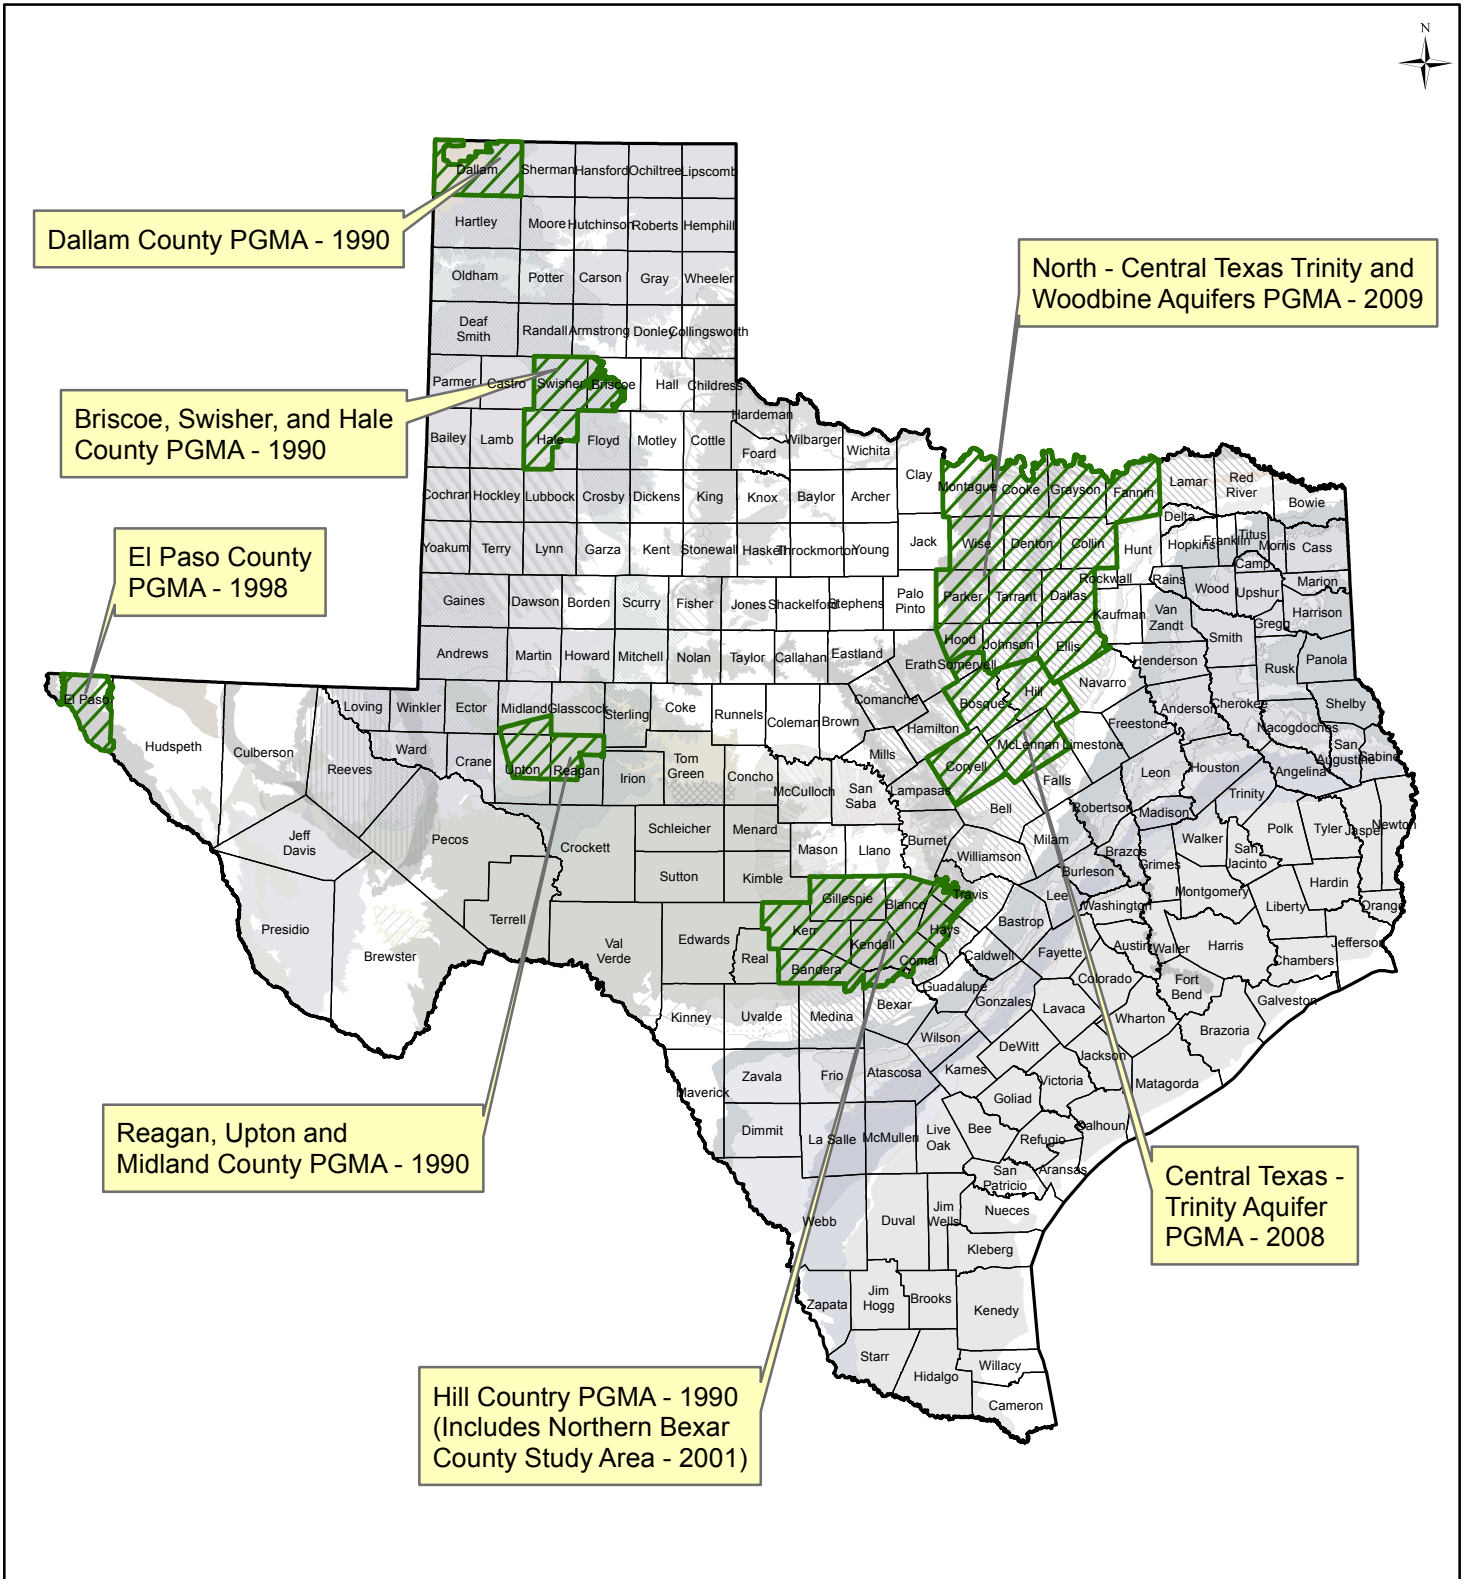 N
Dallam
Sherman
Hansford
Ochiltree
Lipscomb
Hartley
Moore
Hutchinson
Roberts
Hemphill
Dallam County PGMA - 1990
Oldham
Potter
Carson
Gray
Wheeler
North - Central Texas Trinity and
Woodbine Aquifers PGMA - 2009
Deaf
Smith
Randall
Armstrong
Donley
Collingsworth
Parmer
Castro
Swisher
Briscoe
Hall
Childress
Briscoe, Swisher, and Hale
County PGMA - 1990
Hardeman
Bailey
Lamb
Hale
Floyd
Motley
Cottle
Foard
Wilbarger
Wichita
Clay
Montague
Cooke
Grayson
Fannin
Lamar
Red
River
Bowie
Cochran
Hockley
Lubbock
Crosby
Dickens
King
Knox
Baylor
Archer
Delta
Yoakum
Terry
Lynn
Garza
Kent
Stonewall
Haskell
Throckmorton
Young
Jack
Wise
Denton
Collin
Hunt
Hopkins
Franklin
Titus
Morris
Cass
Camp
El Paso County
PGMA - 1998
Gaines
Dawson
Borden
Scurry
Fisher
Jones
Shackelford
Stephens
Palo
Pinto
Parker
Tarrant
Dallas
Rockwall
Kaufman
Rains
Wood
Upshur
Marion
Harrison
Van
Zandt
Gregg
Smith
Andrews
Martin
Howard
Mitchell
Nolan
Taylor
Callahan
Eastland
Erath
Hood
Somervell
Johnson
Ellis
Henderson
Rusk
Panola
Navarro
El Paso
Hudspeth
Culberson
Loving
Winkler
Ector
Midland
Glasscock
Sterling
Coke
Runnels
Coleman
Brown
Comanche
Hamilton
Bosque
Hill
Freestone
Anderson
Cherokee
Nacogdoches
Shelby
San
Augustine
Sabine
Reeves
Ward
Crane
Upton
Reagan
Irion
Tom
Green
Concho
McCulloch
San
Saba
Mills
Lampasas
Coryell
McLennan
Limestone
Falls
Leon
Houston
Angelina
Trinity
Jeff
Davis
Pecos
Crockett
Schleicher
Menard
Mason
Llano
Burnet
Bell
Milam
Robertson
Madison
Walker
Polk
Tyler
Jasper
Newton
San
Jacinto
Williamson
Brazos
Grimes
Burleson
Sutton
Kimble
Gillespie
Blanco
Travis
Lee
Washington
Montgomery
Hardin
Liberty
Orange
Presidio
Brewster
Terrell
Val
Verde
Edwards
Real
Kerr
Kendall
Bandera
Hays
Comal
Bastrop
Caldwell
Fayette
Austin
Waller
Harris
Jefferson
Chambers
Kinney
Uvalde
Medina
Bexar
Guadalupe
Gonzales
Lavaca
Colorado
Fort
Bend
Galveston
Wharton
Brazoria
Wilson
DeWitt
Jackson
Matagorda
Maverick
Zavala
Frio
Atascosa
Karnes
Victoria
Goliad
Calhoun
Dimmit
La Salle
McMullen
Live
Oak
Bee
Refugio
Aransas
San
Patricio
Reagan, Upton and
Midland County PGMA - 1990
Central Texas -
Trinity Aquifer
PGMA - 2008
Webb
Duval
Jim
Wells
Nueces
Kleberg
Zapata
Jim
Hogg
Brooks
Kenedy
Starr
Hidalgo
Willacy
Cameron
Hill Country PGMA - 1990
(Includes Northern Bexar
County Study Area - 2001)